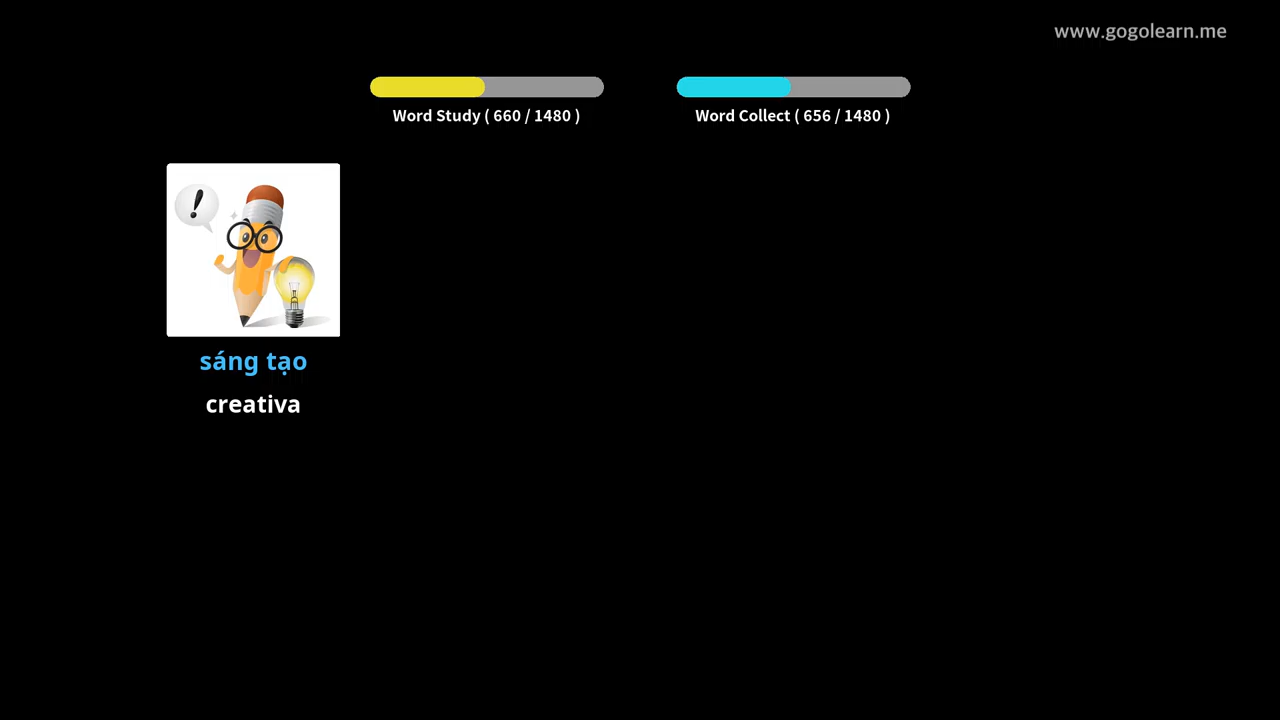 www.gogolearn.me
Word Study ( 660 / 1480 )
Word Collect ( 656 / 1480 )
!
sáng tạo
creativa